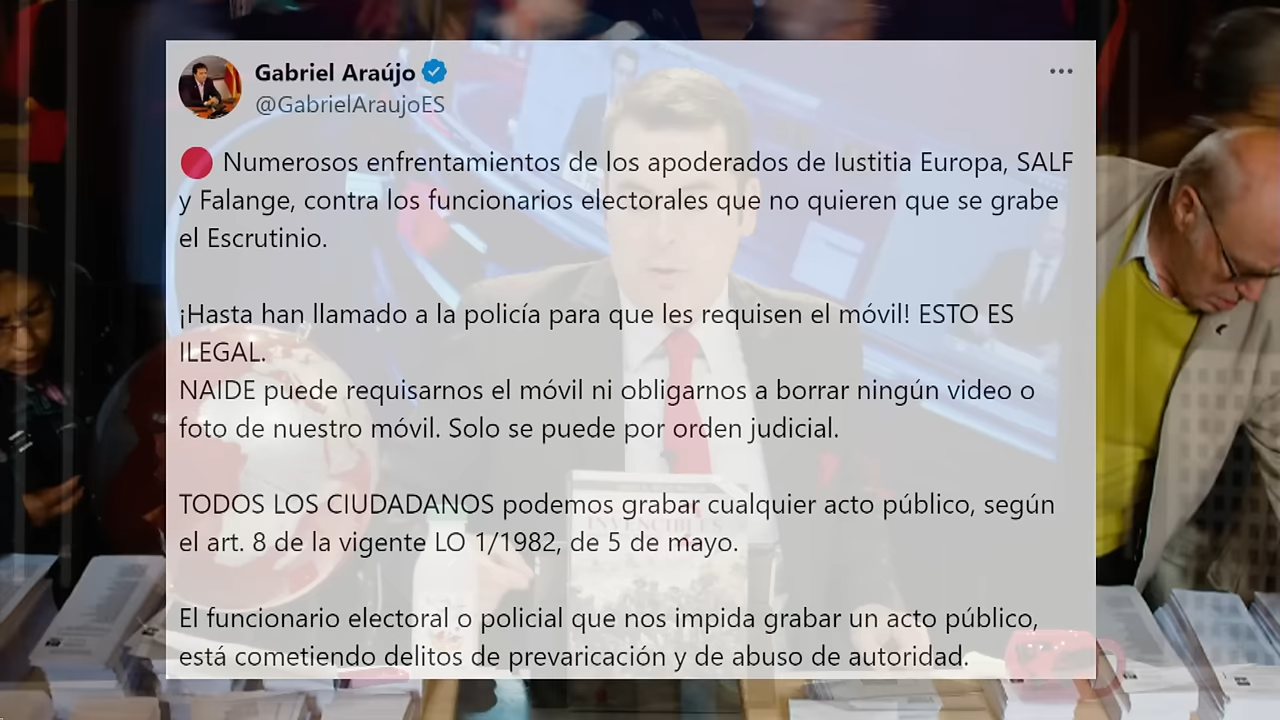 Gabriel Araújo
@GabrielAraujoES
🔴 Numerosos enfrentamientos de los apoderados de Iustitia Europa, SALF
y Falange, contra los funcionarios electorales que no quieren que se grabe
el Escrutinio.
¡Hasta han llamado a la policía para que les requisen el móvil! ESTO ES
ILEGAL.
NAIDE puede requisarnos el móvil ni obligarnos a borrar ningún video o
foto de nuestro móvil. Solo se puede por orden judicial.
TODOS LOS CIUDADANOS podemos grabar cualquier acto público, según
el art. 8 de la vigente LO 1/1982, de 5 de mayo.
El funcionario electoral o policial que nos impida grabar un acto público,
está cometiendo delitos de prevaricación y de abuso de autoridad.
INVENCIBLES